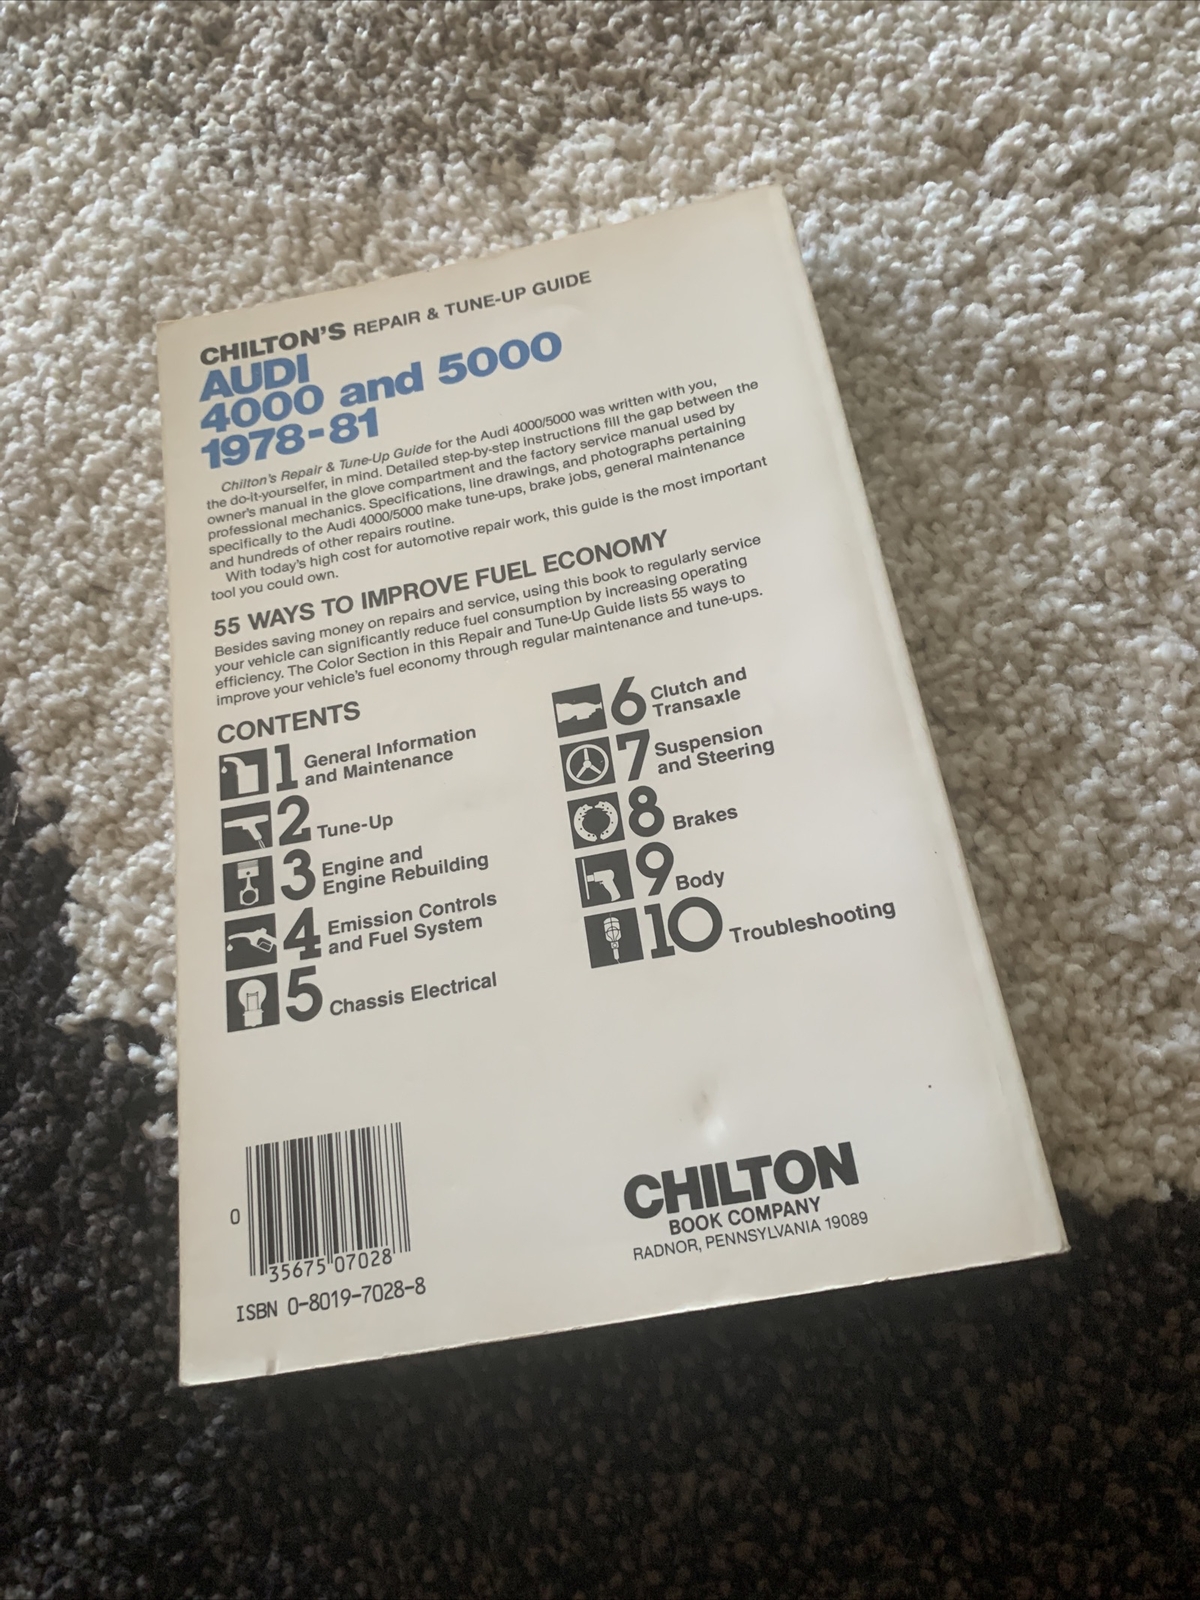 CHILTON'S REPAIR & TUNE-UP GUIDE
AUDI
4000 and 5000
1978-81
Chilton's Repair & Tune-Up Guide for the Audi 4000/5000 was written with you,
the do-it-yourselfer, in mind. Detailed step-by-step instructions fill the gap between the
owner's manual in the glove compartment and the factory service manual used by
professional mechanics. Specifications, line drawings, and photographs pertaining
specifically to the Audi 4000/5000 make tune-ups, brake jobs, general maintenance
and hundreds of other repairs routine.
With today's high cost for automotive repair work, this guide is the most important
tool you could own.
55 WAYS TO IMPROVE FUEL ECONOMY
Besides saving money on repairs and service, using this book to regularly service
your vehicle can significantly reduce fuel consumption by increasing operating
efficiency. The Color Section in this Repair and Tune-Up Guide lists 55 ways to
improve your vehicle's fuel economy through regular maintenance and tune-ups.
CONTENTS
1 General Information
and Maintenance
2 Tune-Up
3 Engine and
Engine Rebuilding
4 Emission Controls
and Fuel System
5 Chassis Electrical
6 Clutch and
Transaxle
7 Suspension
and Steering
8 Brakes
9 Body
10 Troubleshooting
0 35675 07028
ISBN 0-8019-7028-8
CHILTON
BOOK COMPANY
RADNOR, PENNSYLVANIA 19089